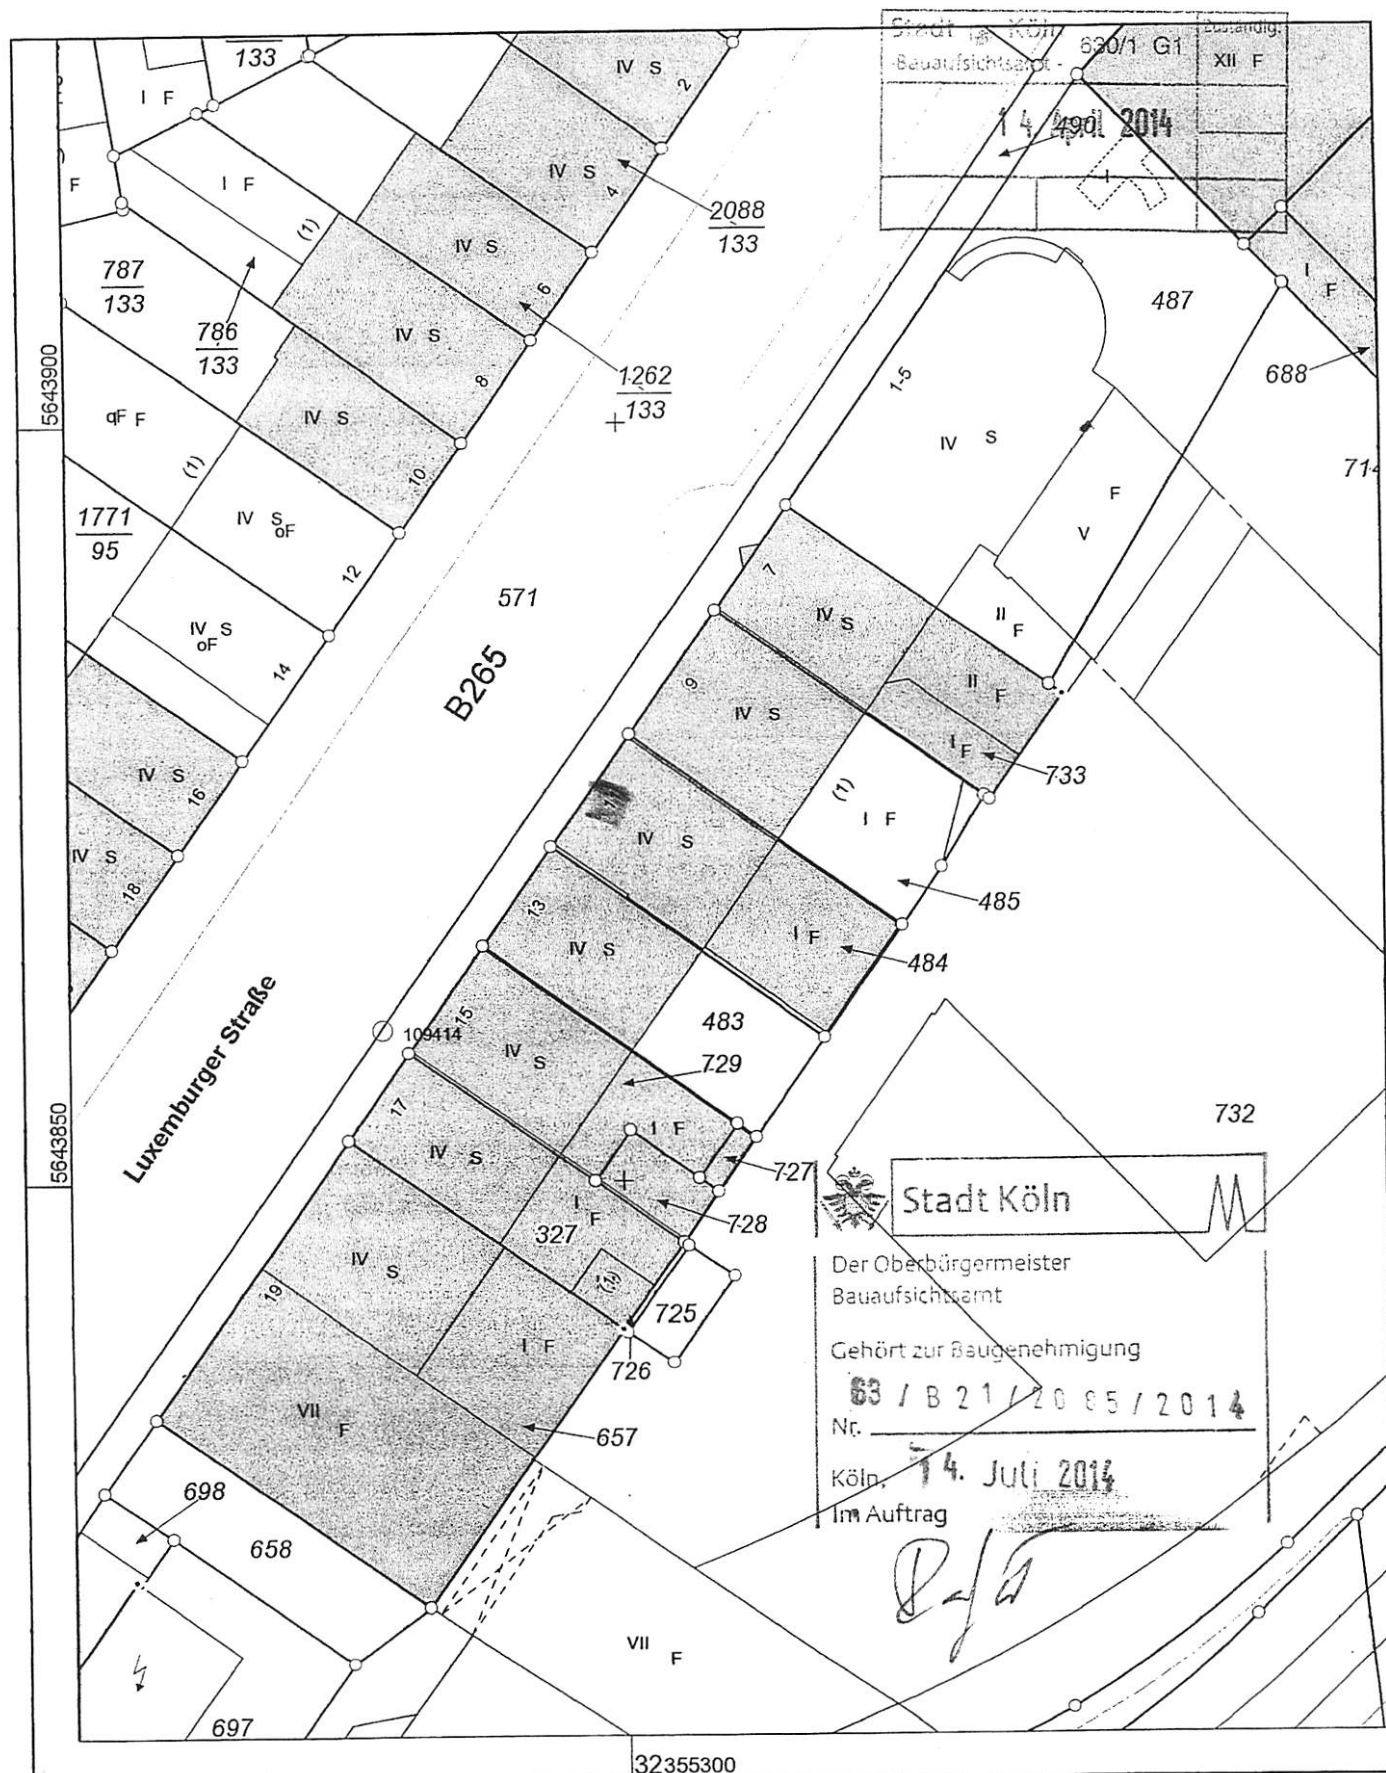 Stadt Köln
-Bauaufsichtsamt-
630/1 G1
Zuständig:
XII F
14. April 2014
490
133
I F
IV S
2
F
I F
(1)
IV S
4
2088
133
IV S
6
787
133
786
133
IV S
8
1262
133
487
I F
688
1-5
5643900
qF F
IV S
10
IV S
714
(1)
1771
95
IV S
oF
12
F
V
571
7
IV S
II F
IV S
oF
14
B265
9
IV S
II F
I F
733
IV S
16
(1)
I F
IV S
IV S
18
485
13
IV S
I F
484
Luxemburger Straße
109414
15
IV S
483
729
17
IV S
I F
727
732
5643850
I F
327
728
IV S
19
725
I F
726
VII F
657
698
658
VII F
697
32355300
Stadt Köln
Der Oberbürgermeister
Bauaufsichtsamt
Gehört zur Baugenehmigung
63 / B 21 / 2085 / 2014
Nr.
Köln, 14. Juli 2014
Im Auftrag